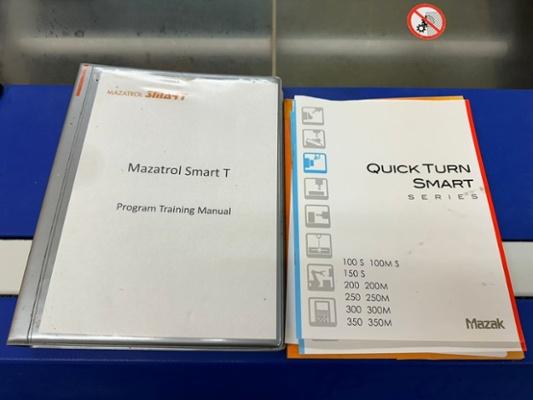 MAZATROL SMART
Mazatrol Smart T
Program Training Manual
QUICK TURN
SMART
SERIES
100 S 100M S
150 S
200 200M
250 250M
300 300M
350 350M
Mazak